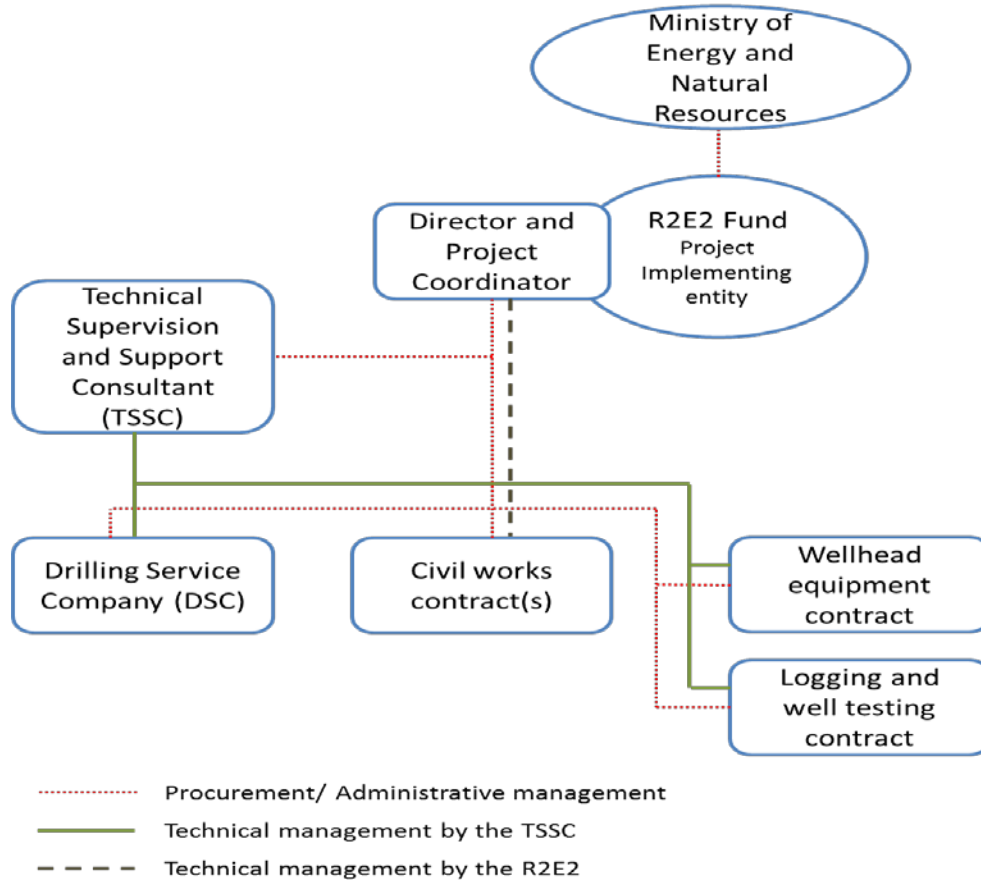 Ministry of
Energy and
Natural
Resources
Director and
Project
Coordinator
R2E2 Fund
Project
Implementing
entity
Technical
Supervision
and Support
Consultant
(TSSC)
Drilling Service
Company (DSC)
Civil works
contract(s)
Wellhead
equipment
contract
Logging and
well testing
contract
Procurement/ Administrative management
Technical management by the TSSC
Technical management by the R2E2